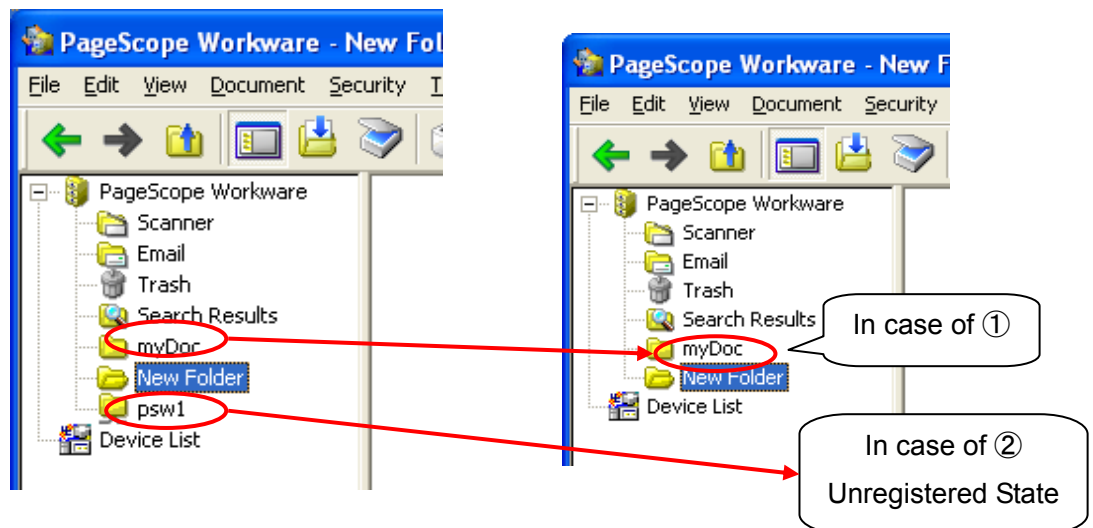 PageScope Workware - New Fol
File Edit View Document Security T
PageScope Workware
Scanner
Email
Trash
Search Results
myDoc
New Folder
psw1
Device List
PageScope Workware - New F
File Edit View Document Security
PageScope Workware
Scanner
Email
Trash
Search Results
myDoc
New Folder
Device List
In case of ①
In case of ②
Unregistered State